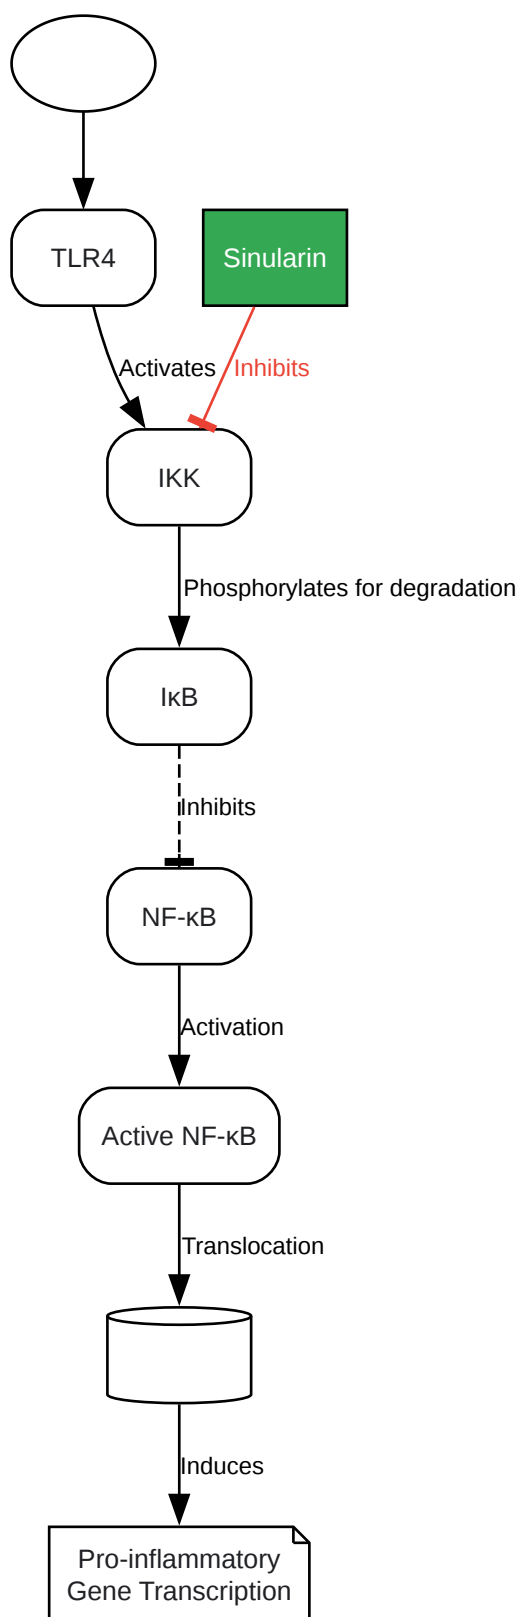 TLR4
Sinularin
Activates
Inhibits
IKK
Phosphorylates for degradation
IκB
Inhibits
NF-κB
Activation
Active NF-κB
Translocation
Induces
Pro-inflammatory
Gene Transcription